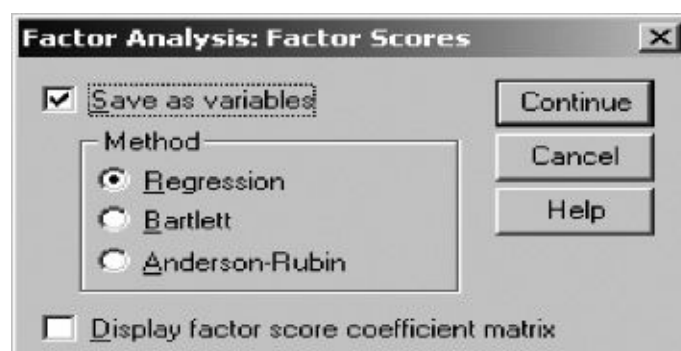 Factor Analysis: Factor Scores
Save as variables
Continue
Method
Cancel
Regression
Help
Bartlett
Anderson-Rubin
Display factor score coefficient matrix